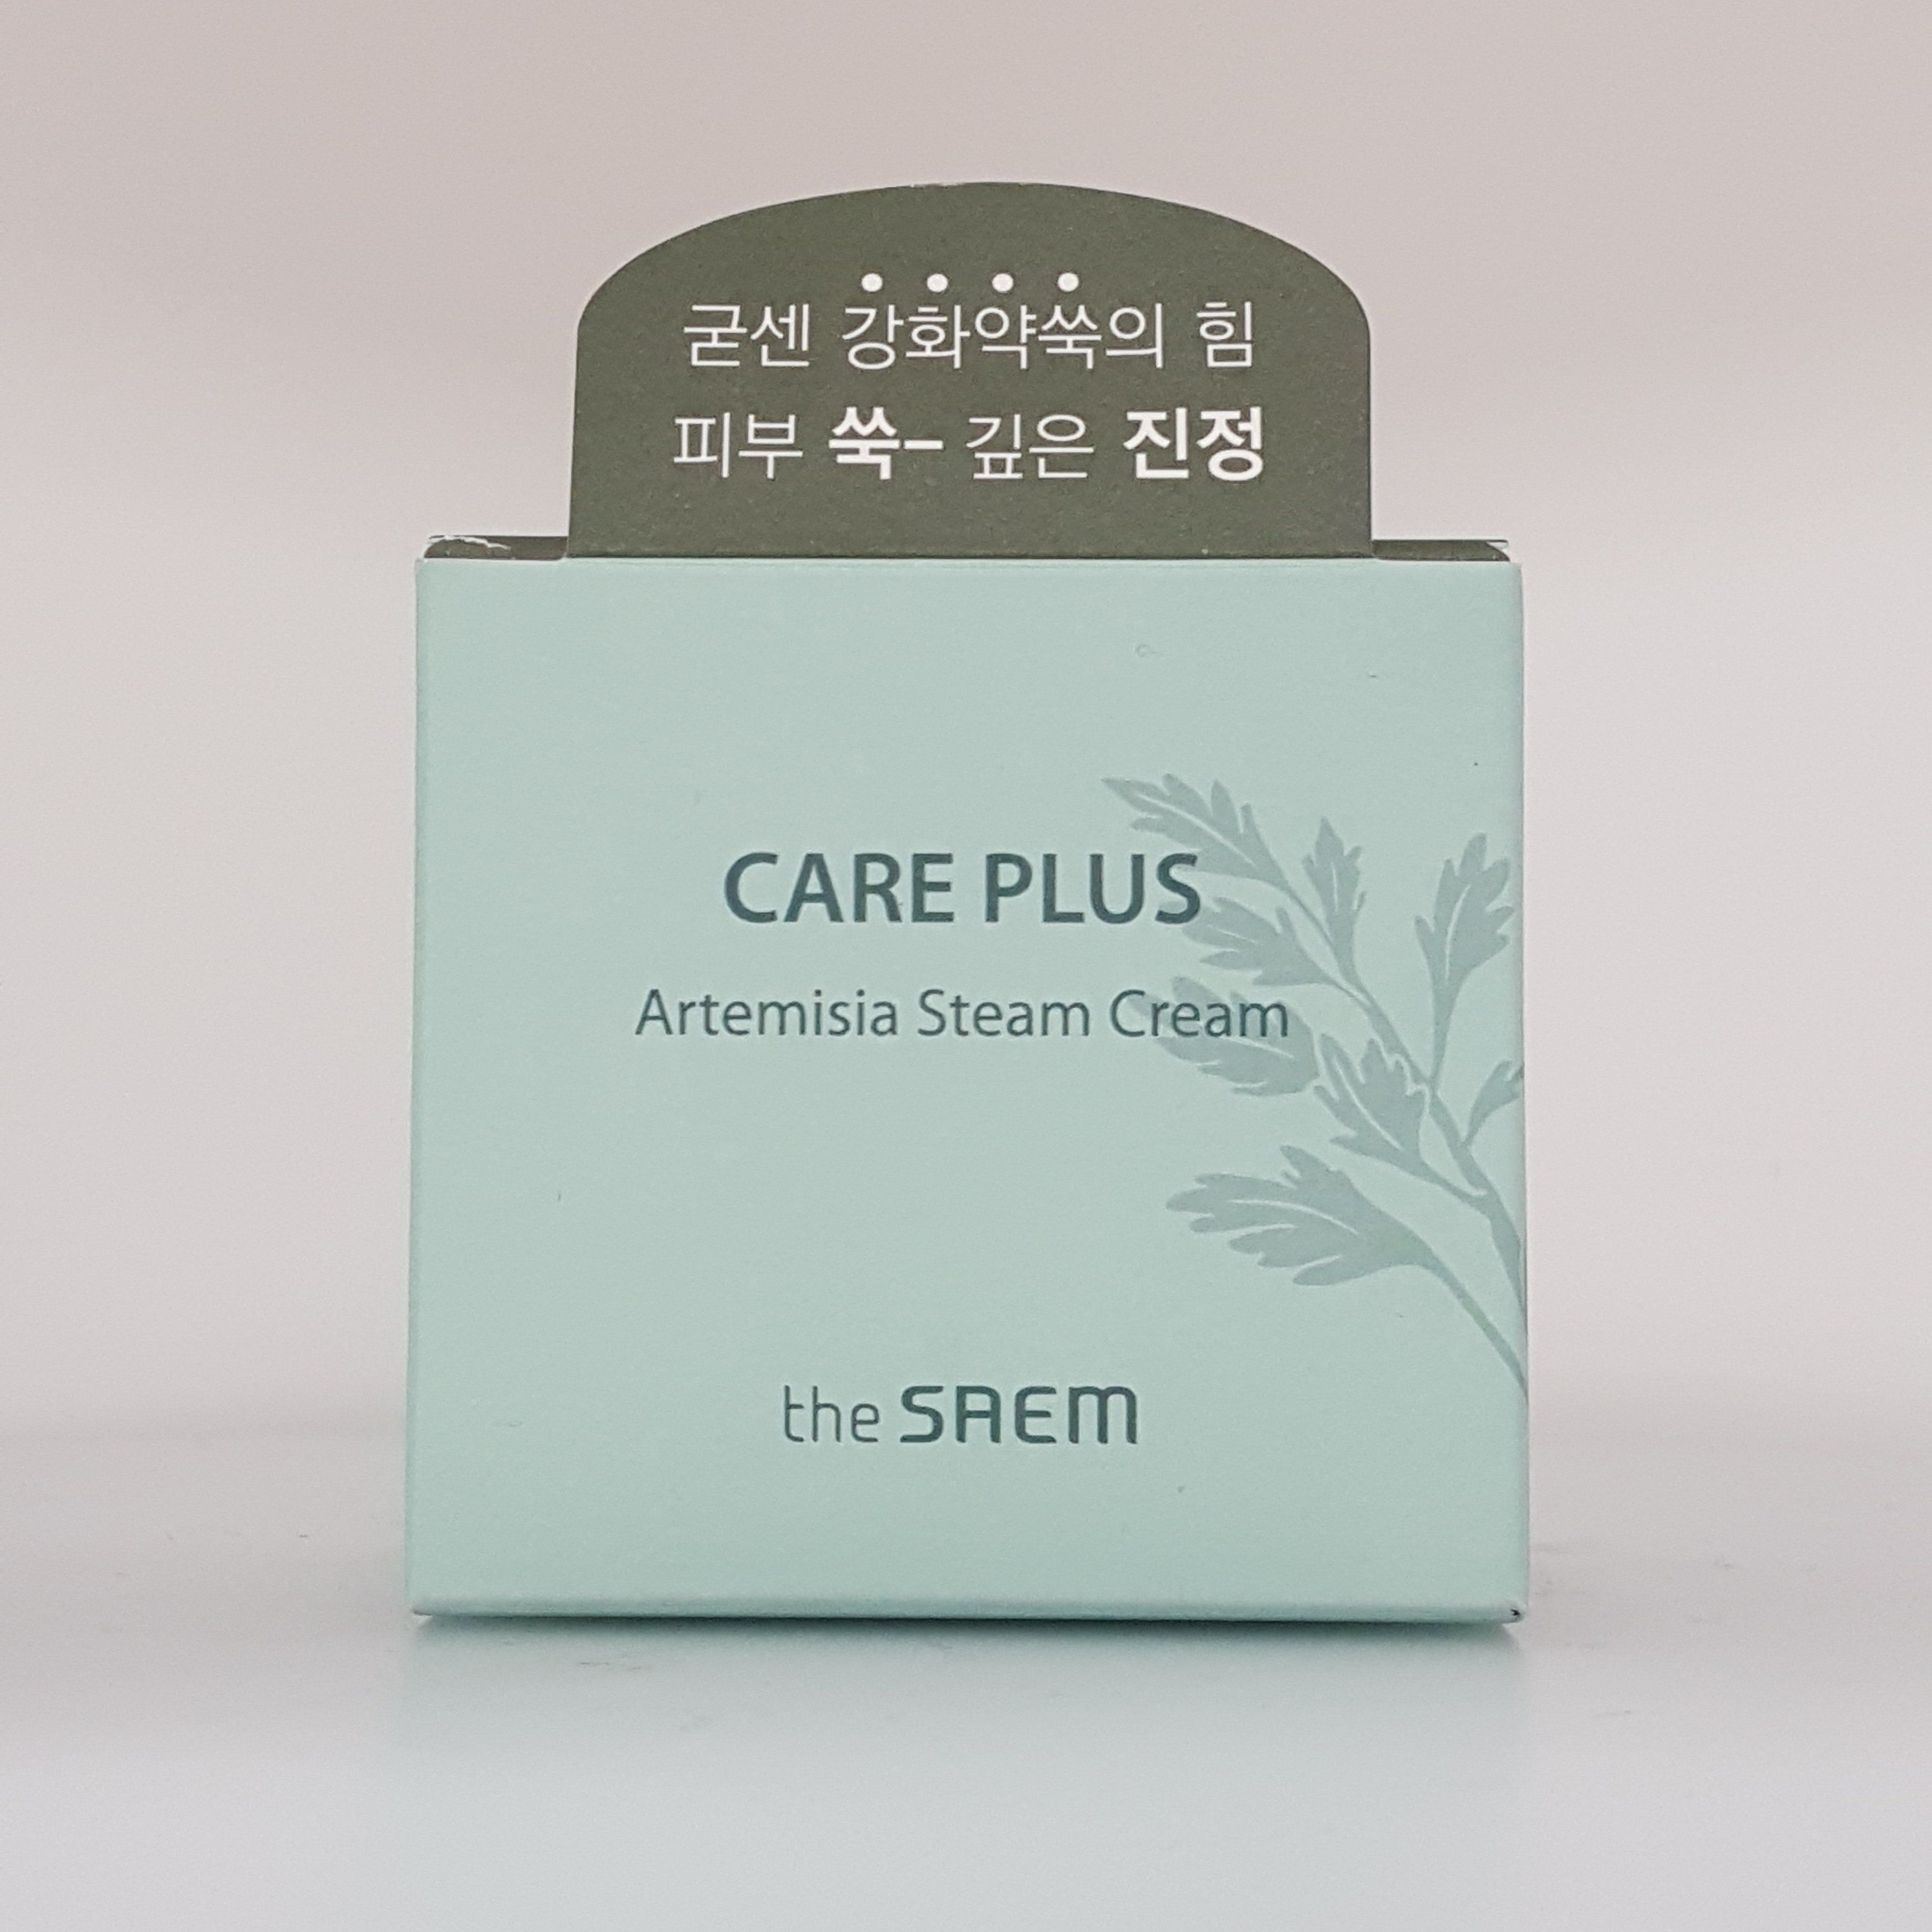 굳센 강화약쑥의 힘
피부 쑥– 깊은 진정
CARE PLUS
Artemisia Steam Cream
the SAEM